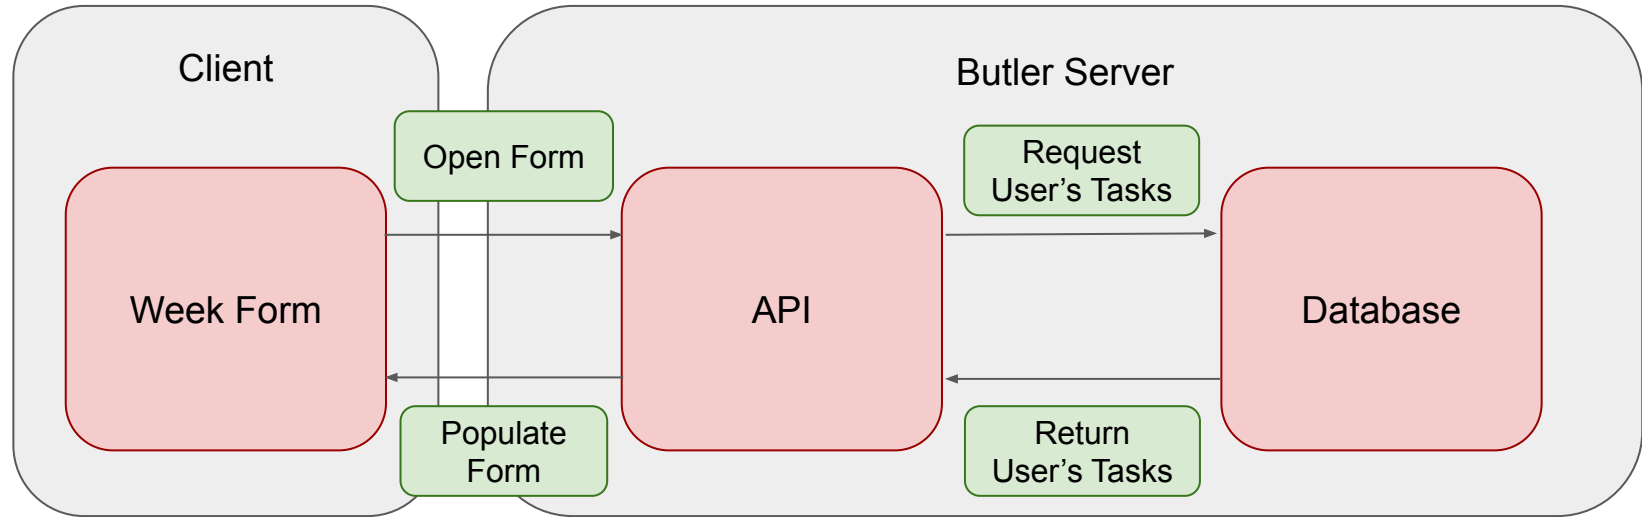 Client
Butler Server
Open Form
Request
User’s Tasks
Week Form
API
Database
Populate
Form
Return
User’s Tasks